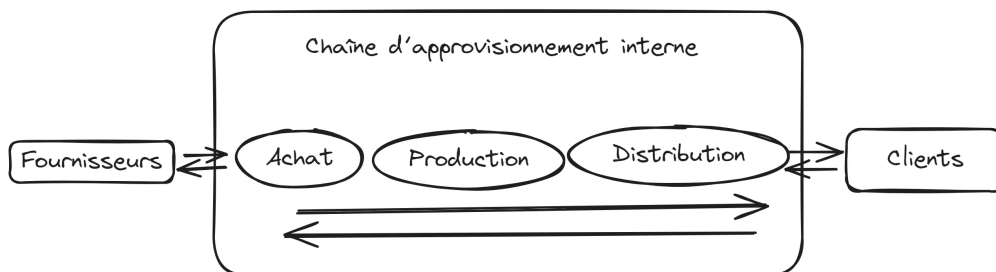 Chaîne d'approvisionnement interne
Fournisseurs
Achat
Production
Distribution
Clients